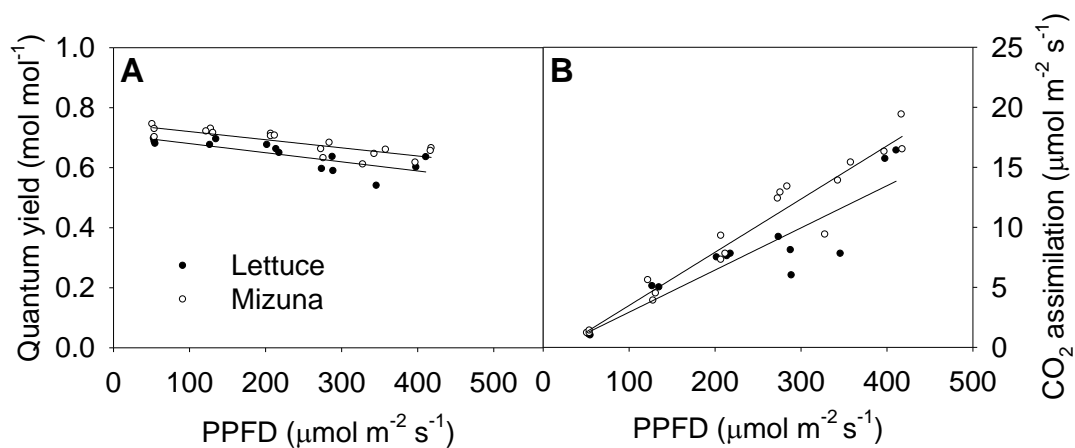 Quantum yield (mol mol-1)
1.0
0.8
0.6
0.4
0.2
0.0
A
Lettuce
Mizuna
0 100 200 300 400 500
PPFD (μmol m-2 s-1)
B
0 100 200 300 400 500
PPFD (μmol m-2 s-1)
25
20
15
10
5
0
CO2 assimilation (μmol m-2 s-1)